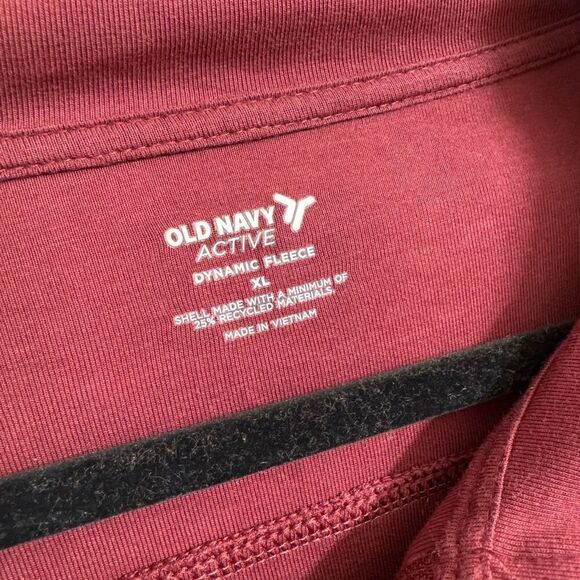 OLD NAVY
ACTIVE
DYNAMIC FLEECE
XL
SHELL MADE WITH A MINIMUM OF
25% RECYCLED MATERIALS.
MADE IN VIETNAM